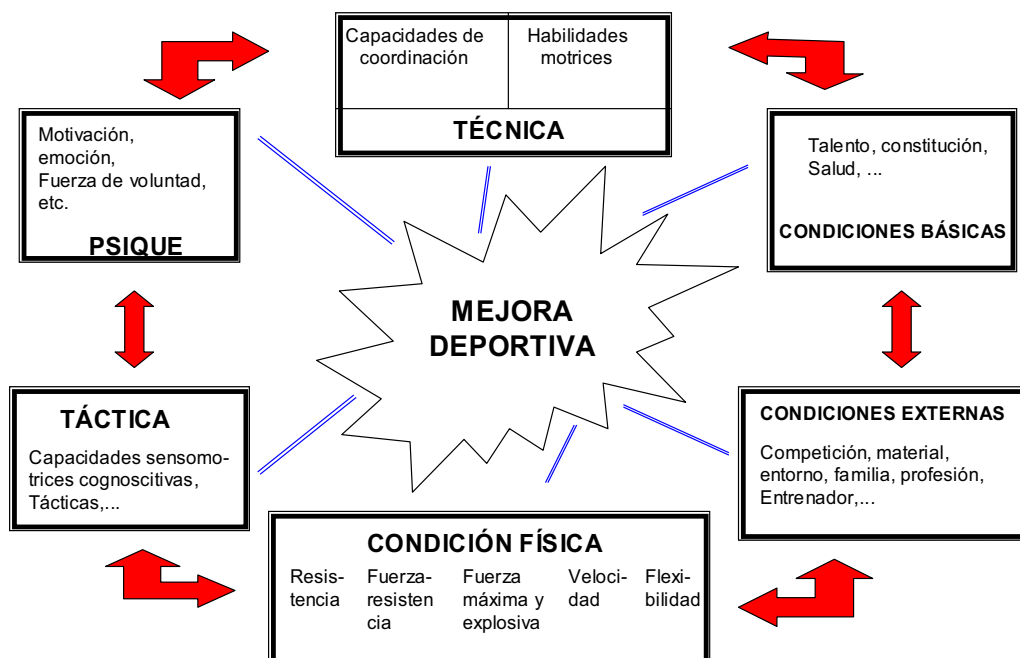 Capacidades de
coordinación
Habilidades
motrices
TÉCNICA
Motivación,
emoción,
Fuerza de voluntad,
etc.
PSIQUE
Talento, constitución,
Salud, ...
CONDICIONES BÁSICAS
MEJORA
DEPORTIVA
TÁCTICA
Capacidades sensomo-
trices cognoscitivas,
Tácticas,...
CONDICIONES EXTERNAS
Competición, material,
entorno, familia, profesión,
Entrenador,...
CONDICIÓN FÍSICA
Resis-
tencia
Fuerza-
resisten
cia
Fuerza
máxima y
explosiva
Veloci-
dad
Flexi-
bilidad